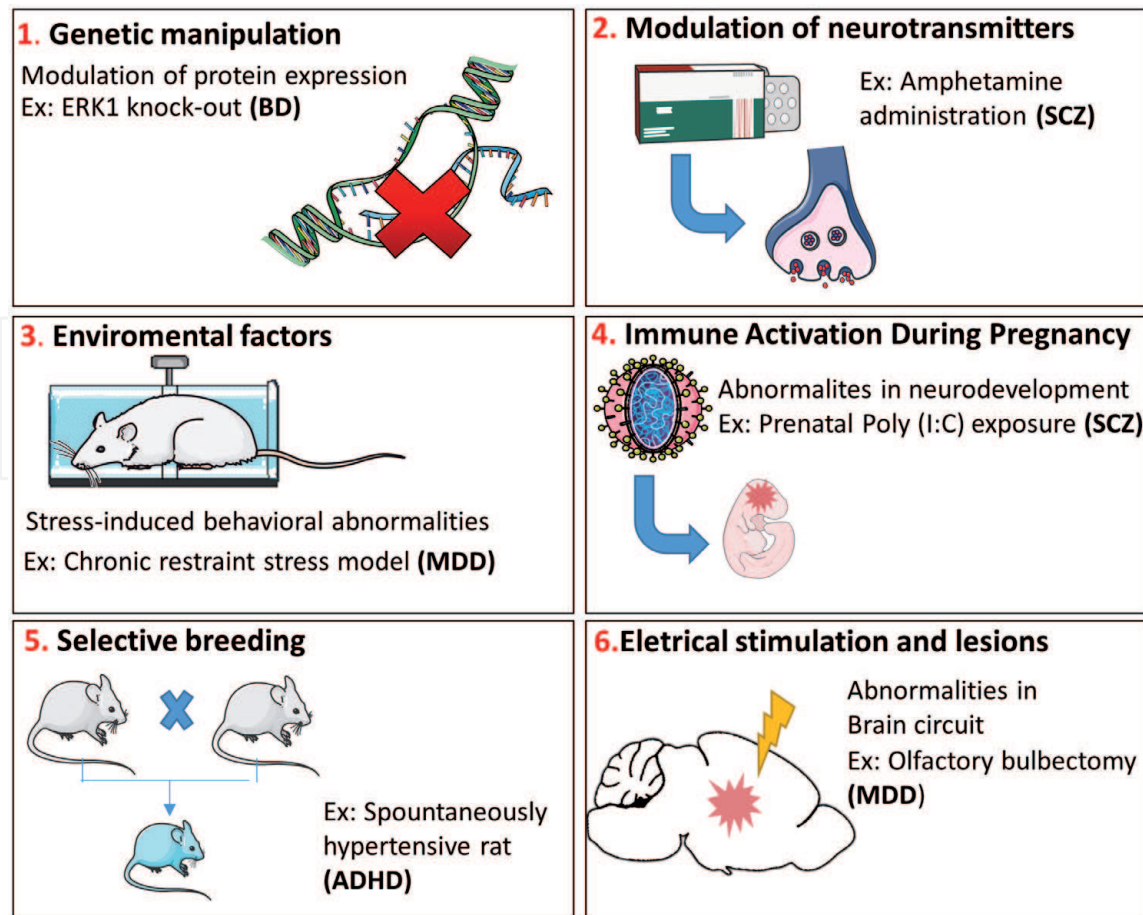 1. Genetic manipulation
Modulation of protein expression
Ex: ERK1 knock-out (BD)
2. Modulation of neurotransmitters
Ex: Amphetamine
administration (SCZ)
3. Enviromental factors
Stress-induced behavioral abnormalities
Ex: Chronic restraint stress model (MDD)
4. Immune Activation During Pregnancy
Abnormalites in neurodevelopment
Ex: Prenatal Poly (I:C) exposure (SCZ)
5. Selective breeding
Ex: Spountaneously
hypertensive rat
(ADHD)
6.Eletrical stimulation and lesions
Abnormalities in
Brain circuit
Ex: Olfactory bulbectomy
(MDD)